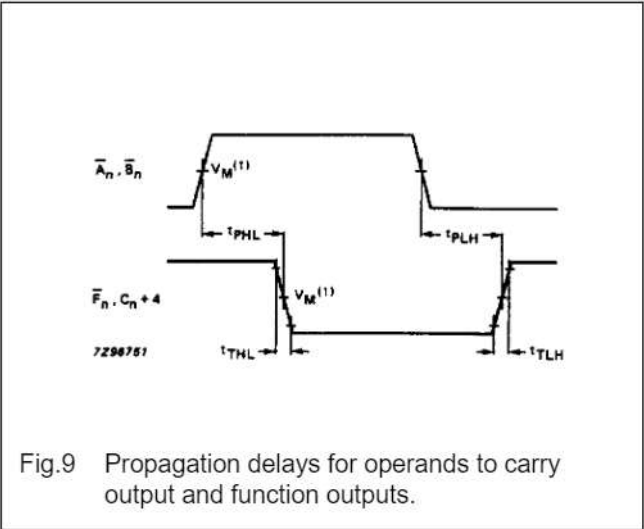 A̅n, B̅n
VM(1)
tPHL
tPLH
F̅n, Cn + 4
VM(1)
7Z96751
tTHL
tTLH
Fig.9 Propagation delays for operands to carry
output and function outputs.